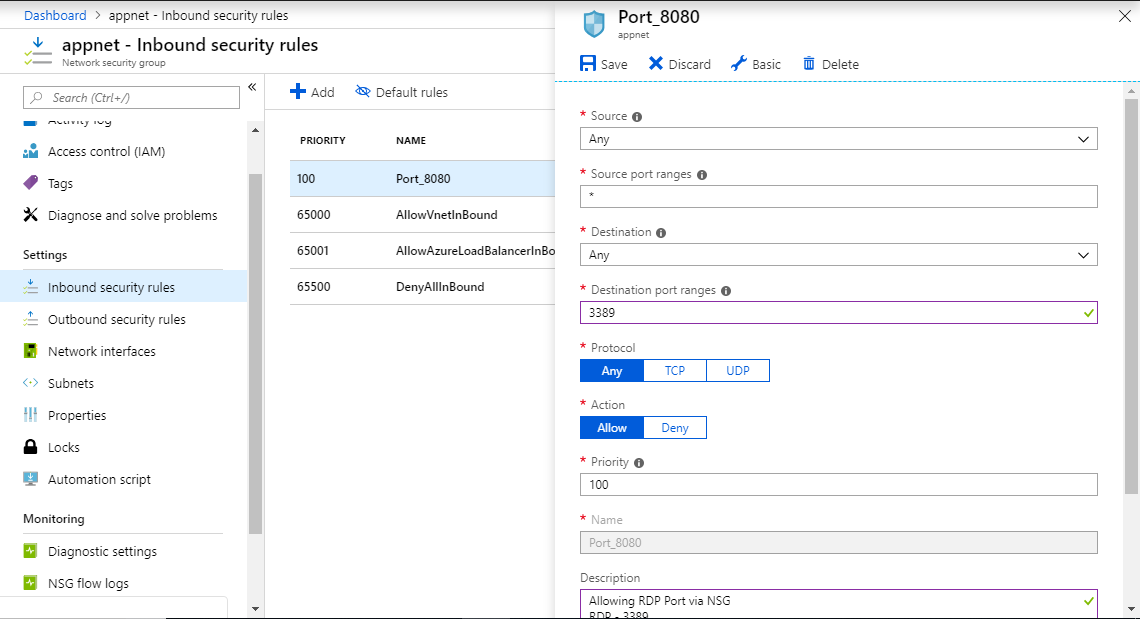 Dashboard > appnet - Inbound security rules
appnet - Inbound security rules
Network security group
Search (Ctrl+/)
«
Activity log
Access control (IAM)
Tags
Diagnose and solve problems
Settings
Inbound security rules
Outbound security rules
Network interfaces
Subnets
Properties
Locks
Automation script
Monitoring
Diagnostic settings
NSG flow logs
Add Default rules
PRIORITY NAME
100 Port_8080
65000 AllowVnetInBound
65001 AllowAzureLoadBalancerInBo
65500 DenyAllInBound
Port_8080
appnet
Save Discard Basic Delete
* Source
Any
* Source port ranges
*
* Destination
Any
* Destination port ranges
3389
* Protocol
Any TCP UDP
* Action
Allow Deny
* Priority
100
* Name
Port_8080
Description
Allowing RDP Port via NSG
RDP - 3389